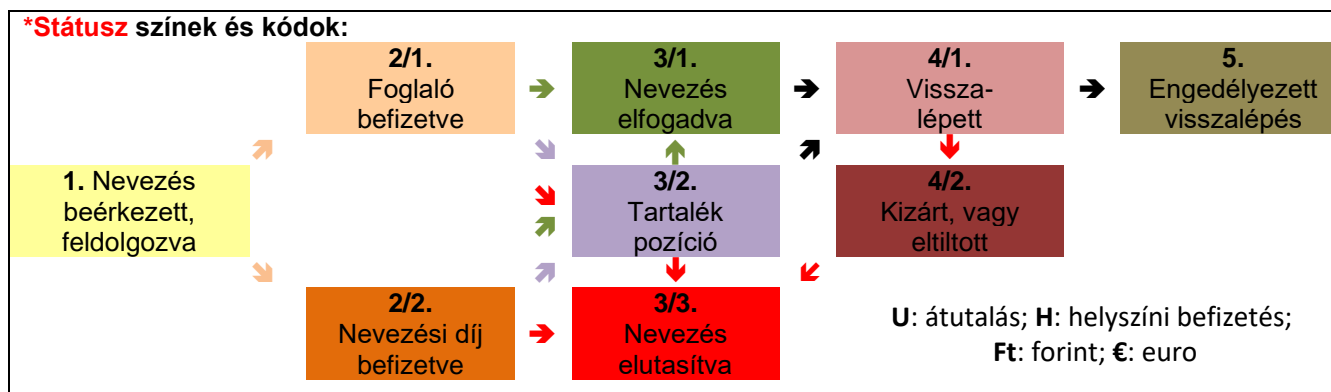 *Státusz színek és kódok:
2/1.
Foglaló
befizetve
3/1.
Nevezés
elfogadva
4/1.
Vissza-
lépett
5.
Engedélyezett
visszalépés
1. Nevezés
beérkezett,
feldolgozva
3/2.
Tartalék
pozíció
4/2.
Kizárt, vagy
eltiltott
2/2.
Nevezési díj
befizetve
3/3.
Nevezés
elutasítva
U: átutalás; H: helyszíni befizetés;
Ft: forint; €: euro